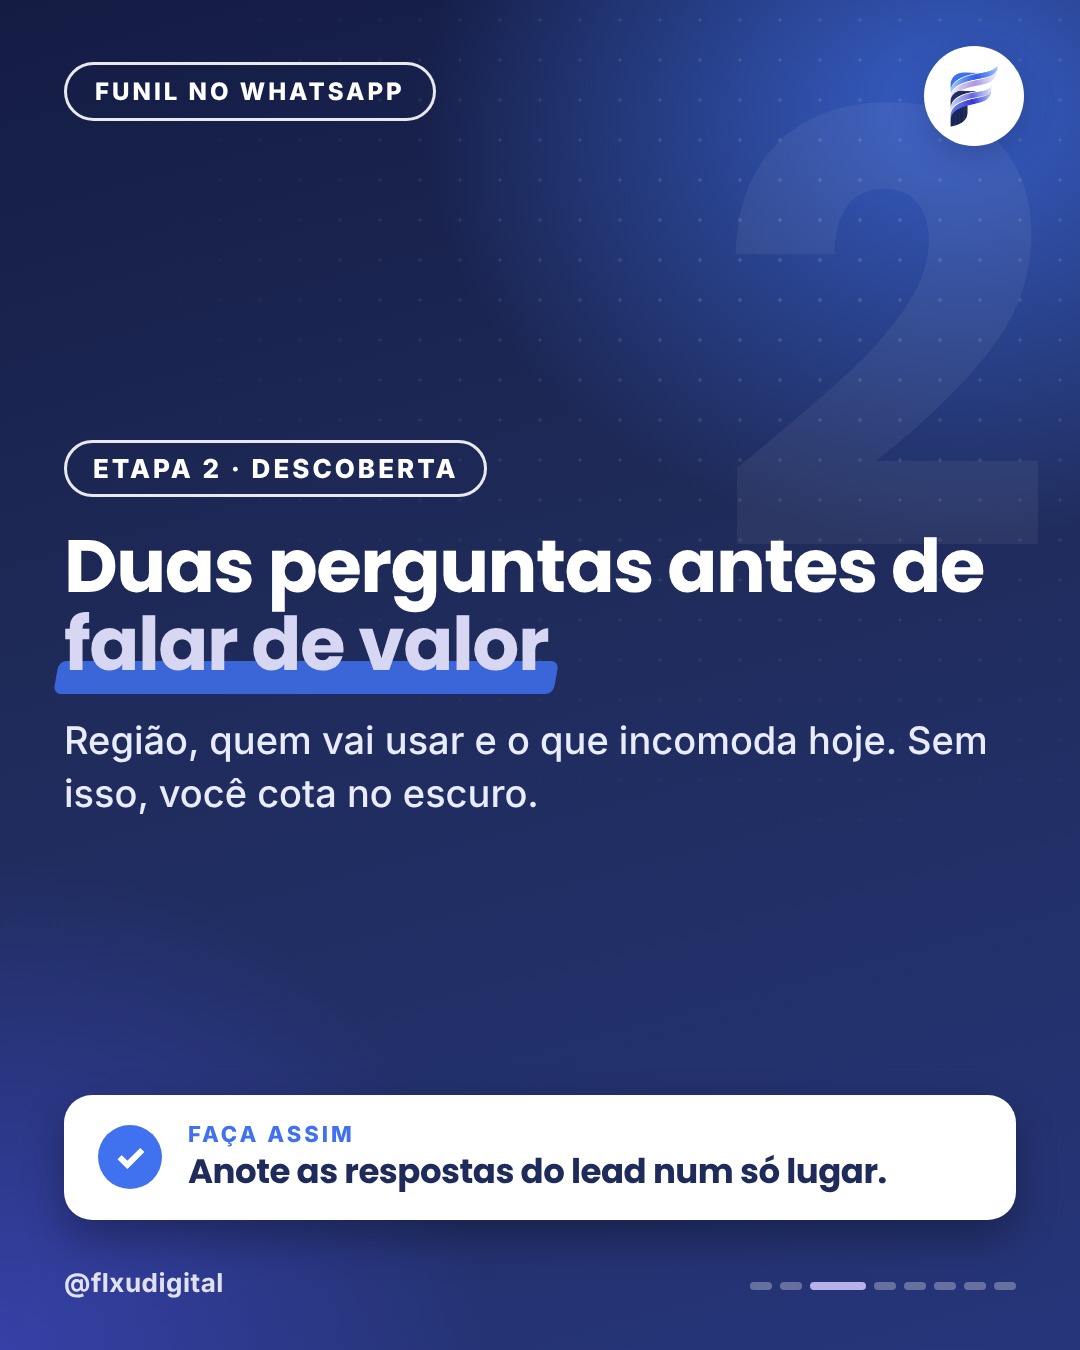 FUNIL NO WHATSAPP
2
ETAPA 2 · DESCOBERTA
Duas perguntas antes de
falar de valor
Região, quem vai usar e o que incomoda hoje. Sem
isso, você cota no escuro.
FAÇA ASSIM
Anote as respostas do lead num só lugar.
@flxudigital